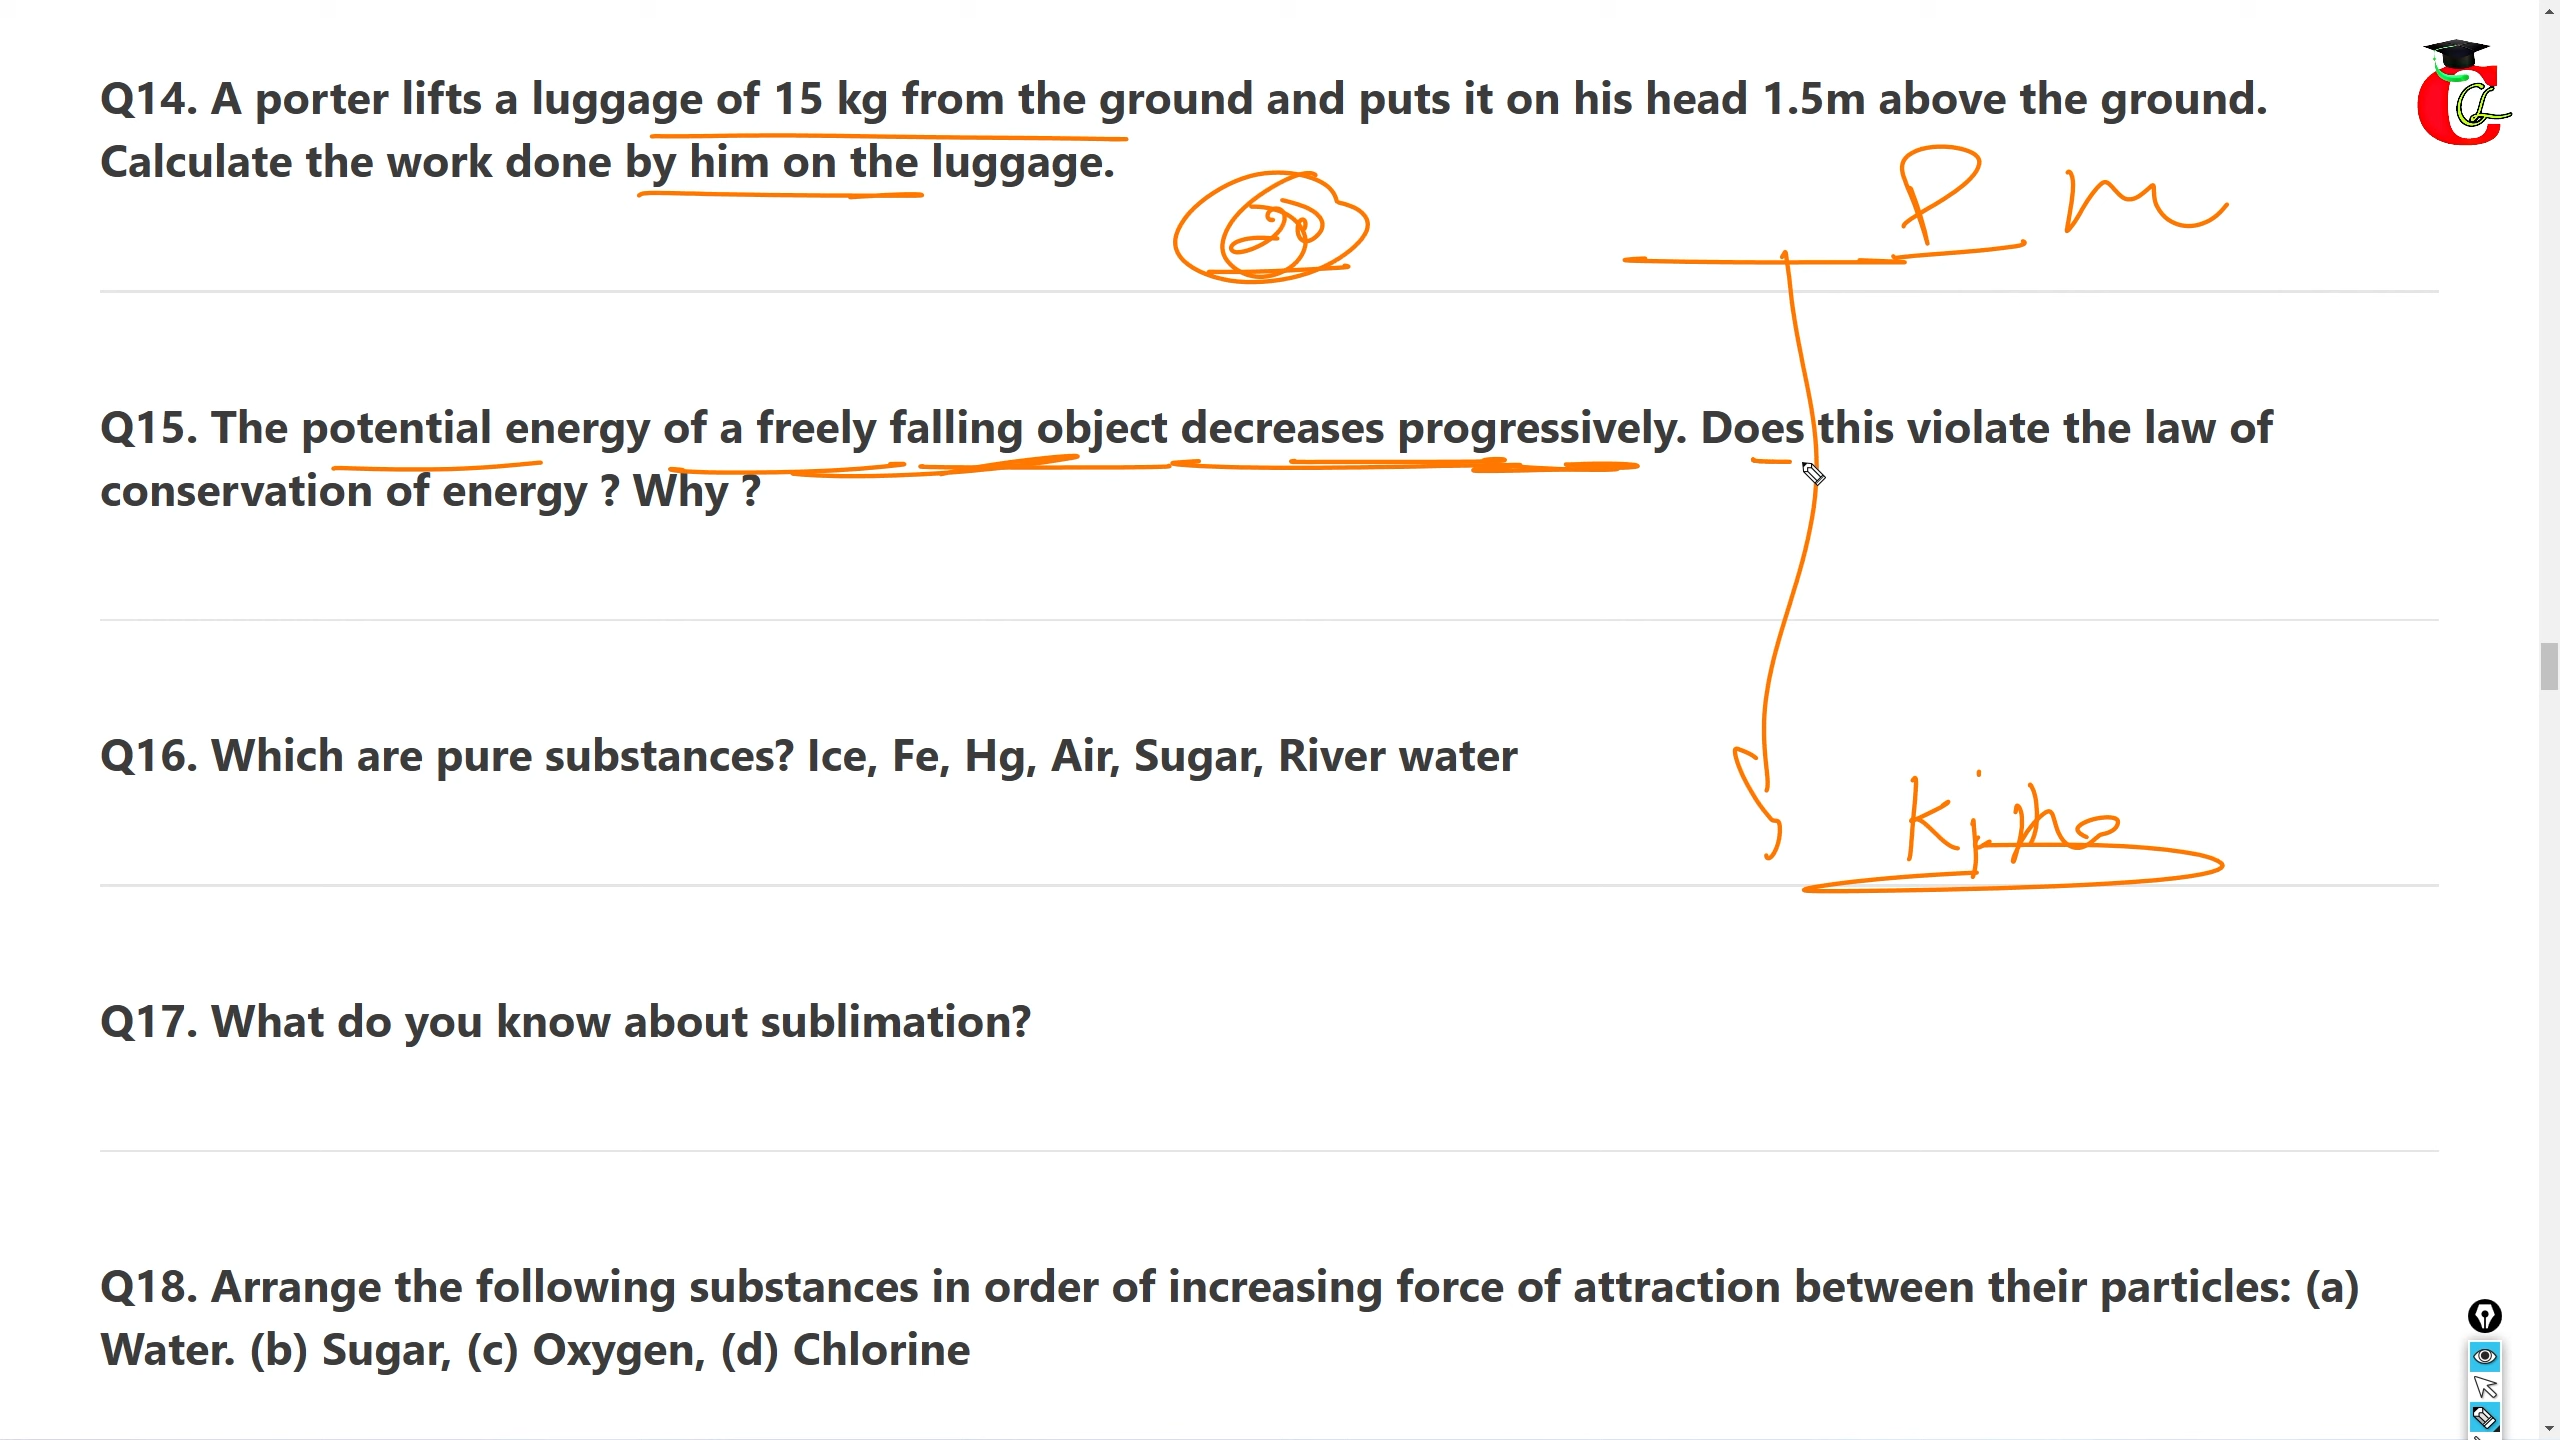 Q14. A porter lifts a luggage of 15 kg from the ground and puts it on his head 1.5m above the ground.
Calculate the work done by him on the luggage.
20
P m
Q15. The potential energy of a freely falling object decreases progressively. Does this violate the law of
conservation of energy ? Why ?
Q16. Which are pure substances? Ice, Fe, Hg, Air, Sugar, River water
Q17. What do you know about sublimation?
Q18. Arrange the following substances in order of increasing force of attraction between their particles: (a)
Water. (b) Sugar, (c) Oxygen, (d) Chlorine